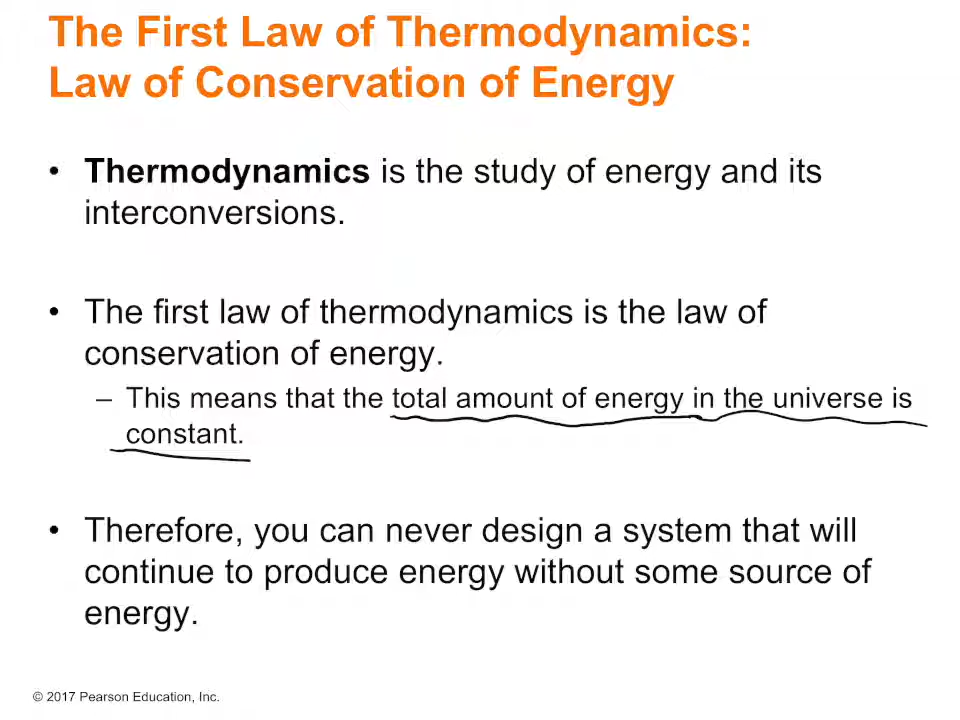 The First Law of Thermodynamics:
Law of Conservation of Energy
• Thermodynamics is the study of energy and its
interconversions.
• The first law of thermodynamics is the law of
conservation of energy.
– This means that the total amount of energy in the universe is
constant.
• Therefore, you can never design a system that will
continue to produce energy without some source of
energy.
© 2017 Pearson Education, Inc.